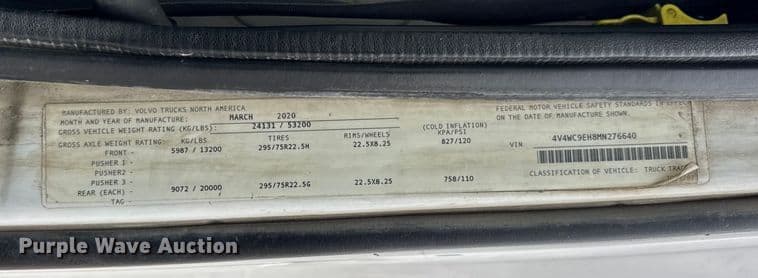 MANUFACTURED BY: VOLVO TRUCKS NORTH AMERICA
MONTH AND YEAR OF MANUFACTURE: MARCH 2020
GROSS VEHICLE WEIGHT RATING (KG/LBS): 24131 / 53200
GROSS AXLE WEIGHT RATING: KG/LBS TIRES RIMS/WHEELS (COLD INFLATION) KPA/PSI
FRONT - 5987 / 13200 295/75R22.5H 22.5X8.25 827/120
PUSHER 1 -
PUSHER2 -
PUSHER 3 -
REAR (EACH) - 9072 / 20000 295/75R22.5G 22.5X8.25 758/110
TAG -
FEDERAL MOTOR VEHICLE SAFETY STANDARDS IN EFFEC
ON THE DATE OF MANUFACTURE SHOWN.
VIN 4V4WC9EH8MN276640
CLASSIFICATION OF VEHICLE: TRUCK TRAC
Purple Wave Auction